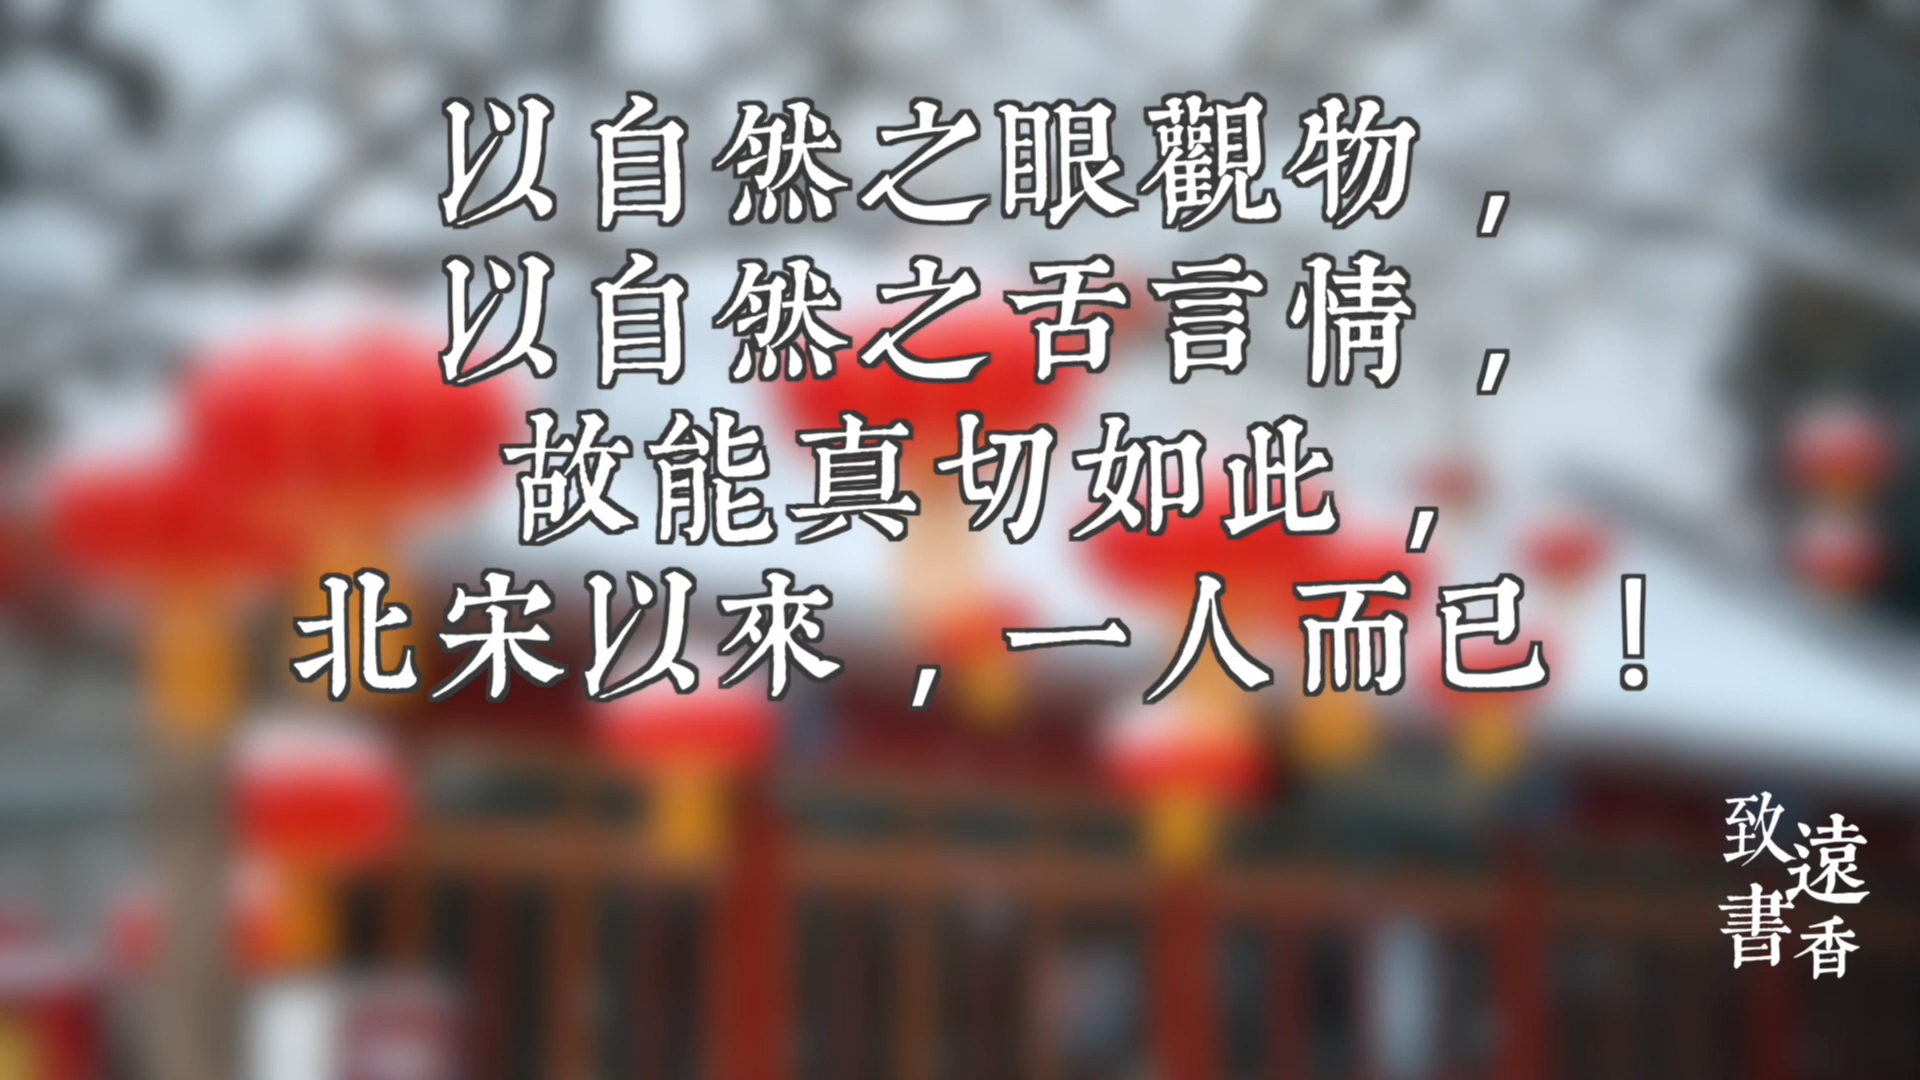 以自然之眼觀物，
以自然之舌言情，
故能真切如此，
北宋以來，一人而已！
致遠書香